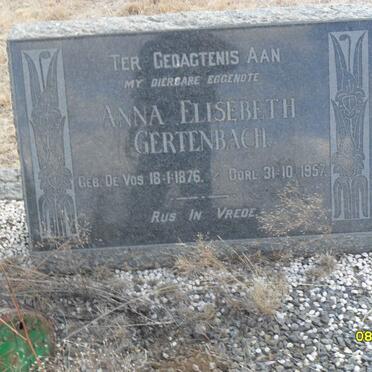 TER GEDAGTENIS AAN
MY DIERBARE EGGENOTE
ANNA ELISEBETH
GERTENBACH.
GEB. DE VOS 18-1-1876. OORL. 31-10-1957.
RUS IN VREDE.
08